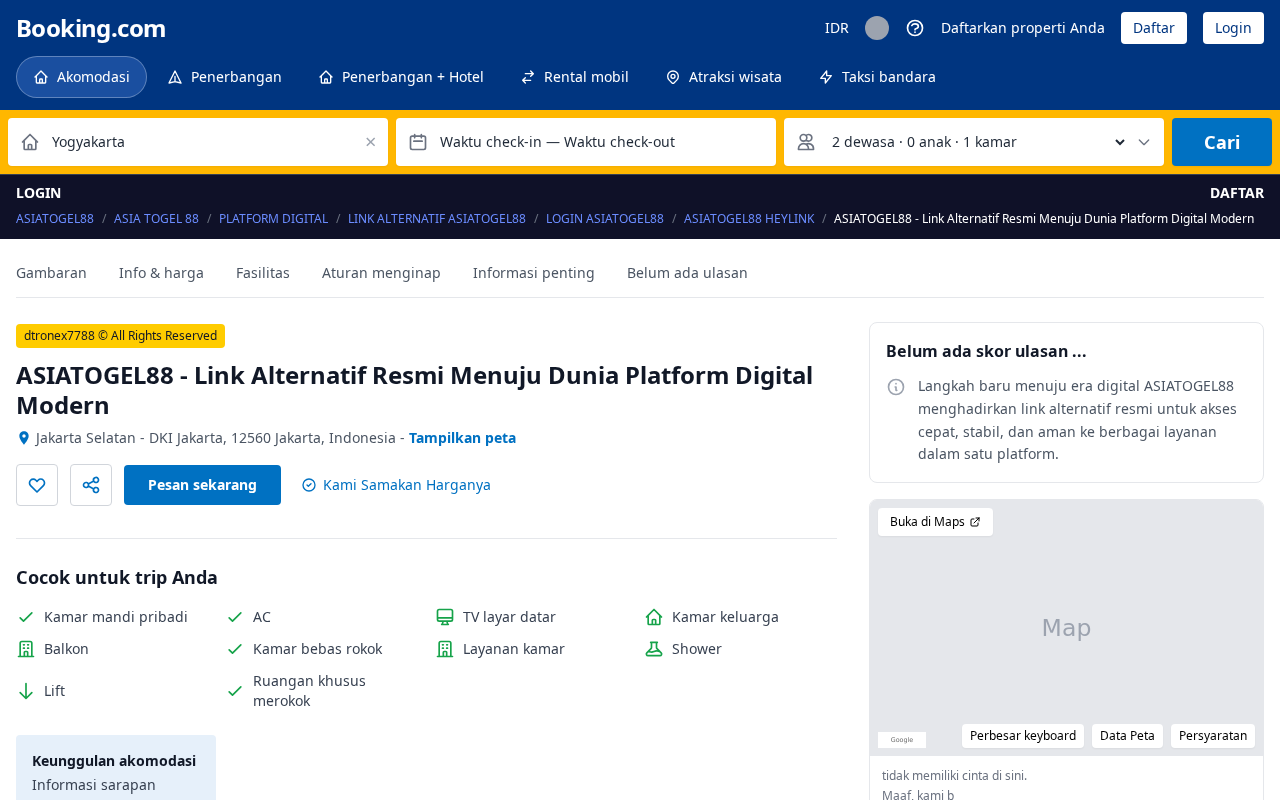 Booking.com
IDR
Daftarkan properti Anda
Daftar
Login
Akomodasi
Penerbangan
Penerbangan + Hotel
Rental mobil
Atraksi wisata
Taksi bandara
Yogyakarta
Waktu check-in — Waktu check-out
2 dewasa · 0 anak · 1 kamar
Cari
LOGIN
DAFTAR
ASIATOGEL88 / ASIA TOGEL 88 / PLATFORM DIGITAL / LINK ALTERNATIF ASIATOGEL88 / LOGIN ASIATOGEL88 / ASIATOGEL88 HEYLINK / ASIATOGEL88 - Link Alternatif Resmi Menuju Dunia Platform Digital Modern
Gambaran
Info & harga
Fasilitas
Aturan menginap
Informasi penting
Belum ada ulasan
dtronex7788 © All Rights Reserved
ASIATOGEL88 - Link Alternatif Resmi Menuju Dunia Platform Digital
Modern
Jakarta Selatan - DKI Jakarta, 12560 Jakarta, Indonesia - Tampilkan peta
Pesan sekarang
Kami Samakan Harganya
Cocok untuk trip Anda
Kamar mandi pribadi
AC
TV layar datar
Kamar keluarga
Balkon
Kamar bebas rokok
Layanan kamar
Shower
Lift
Ruangan khusus
merokok
Keunggulan akomodasi
Informasi sarapan
Belum ada skor ulasan ...
Langkah baru menuju era digital ASIATOGEL88
menghadirkan link alternatif resmi untuk akses
cepat, stabil, dan aman ke berbagai layanan
dalam satu platform.
Buka di Maps
Map
Google
Perbesar keyboard
Data Peta
Persyaratan
tidak memiliki cinta di sini.
Maaf, kami b